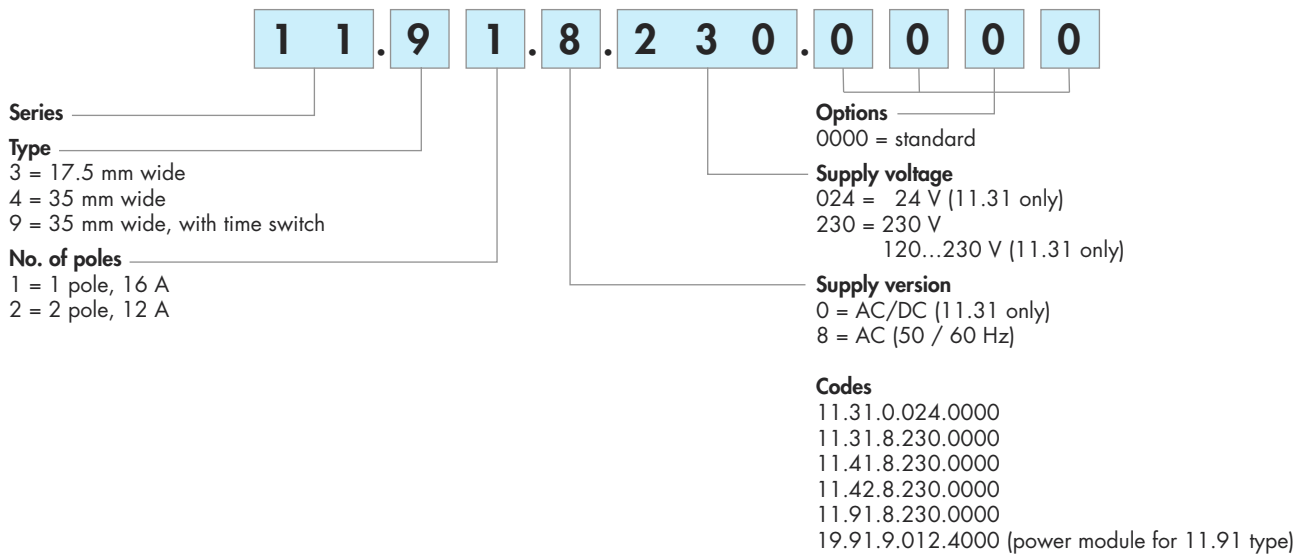 1 1 . 9 1 . 8 . 2 3 0 . 0 0 0 0
Series
Type
3 = 17.5 mm wide
4 = 35 mm wide
9 = 35 mm wide, with time switch
No. of poles
1 = 1 pole, 16 A
2 = 2 pole, 12 A
Options
0000 = standard
Supply voltage
024 = 24 V (11.31 only)
230 = 230 V
120...230 V (11.31 only)
Supply version
0 = AC/DC (11.31 only)
8 = AC (50 / 60 Hz)
Codes
11.31.0.024.0000
11.31.8.230.0000
11.41.8.230.0000
11.42.8.230.0000
11.91.8.230.0000
19.91.9.012.4000 (power module for 11.91 type)